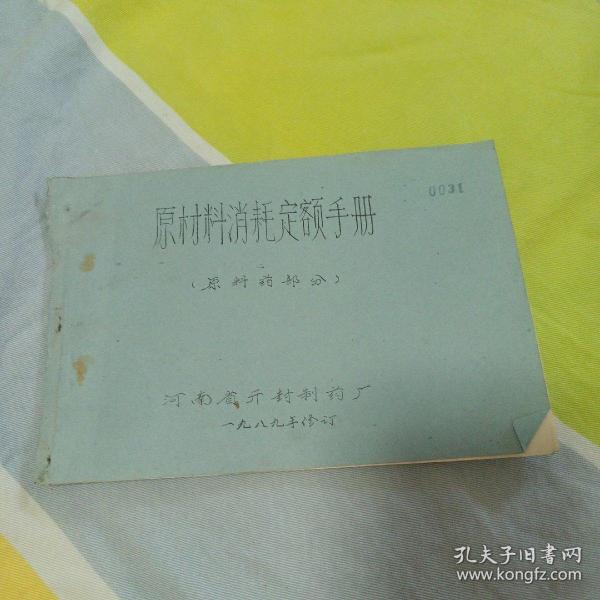 0031
原材料消耗定额手册
(原料药部分)
河南省开封制药厂
一九八九年修订
孔夫子旧书网
www.kongfz.com